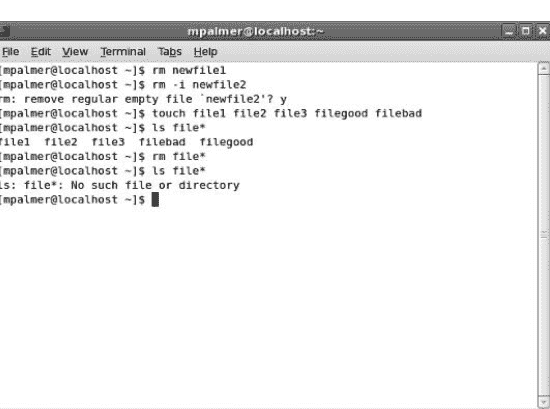 mpalmer@localhost:~
File Edit View Terminal Tabs Help
[mpalmer@localhost ~]$ rm newfile1
[mpalmer@localhost ~]$ rm -i newfile2
rm: remove regular empty file `newfile2'? y
[mpalmer@localhost ~]$ touch file1 file2 file3 filegood filebad
[mpalmer@localhost ~]$ ls file*
file1 file2 file3 filebad filegood
[mpalmer@localhost ~]$ rm file*
[mpalmer@localhost ~]$ ls file*
ls: file*: No such file or directory
[mpalmer@localhost ~]$